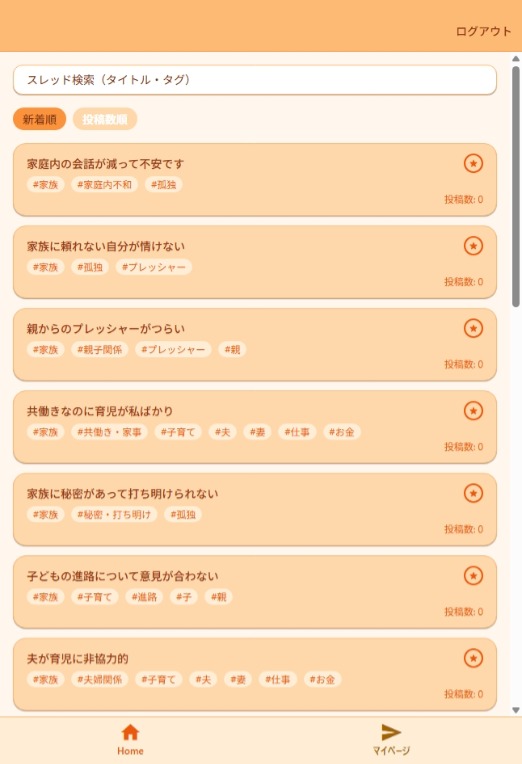 ログアウト
スレッド検索（タイトル・タグ）
新着順 投稿数順
家庭内の会話が減って不安です
#家族 #家庭内不和 #孤独
投稿数: 0
家族に頼れない自分が情けない
#家族 #孤独 #プレッシャー
投稿数: 0
親からのプレッシャーがつらい
#家族 #親子関係 #プレッシャー #親
投稿数: 0
共働きなのに育児が私ばかり
#家族 #共働き・家事 #子育て #夫 #妻 #仕事 #お金
投稿数: 0
家族に秘密があって打ち明けられない
#家族 #秘密・打ち明け #孤独
投稿数: 0
子どもの進路について意見が合わない
#家族 #子育て #進路 #子 #親
投稿数: 0
夫が育児に非協力的
#家族 #夫婦関係 #子育て #夫 #妻 #仕事 #お金
投稿数: 0
Home マイページ